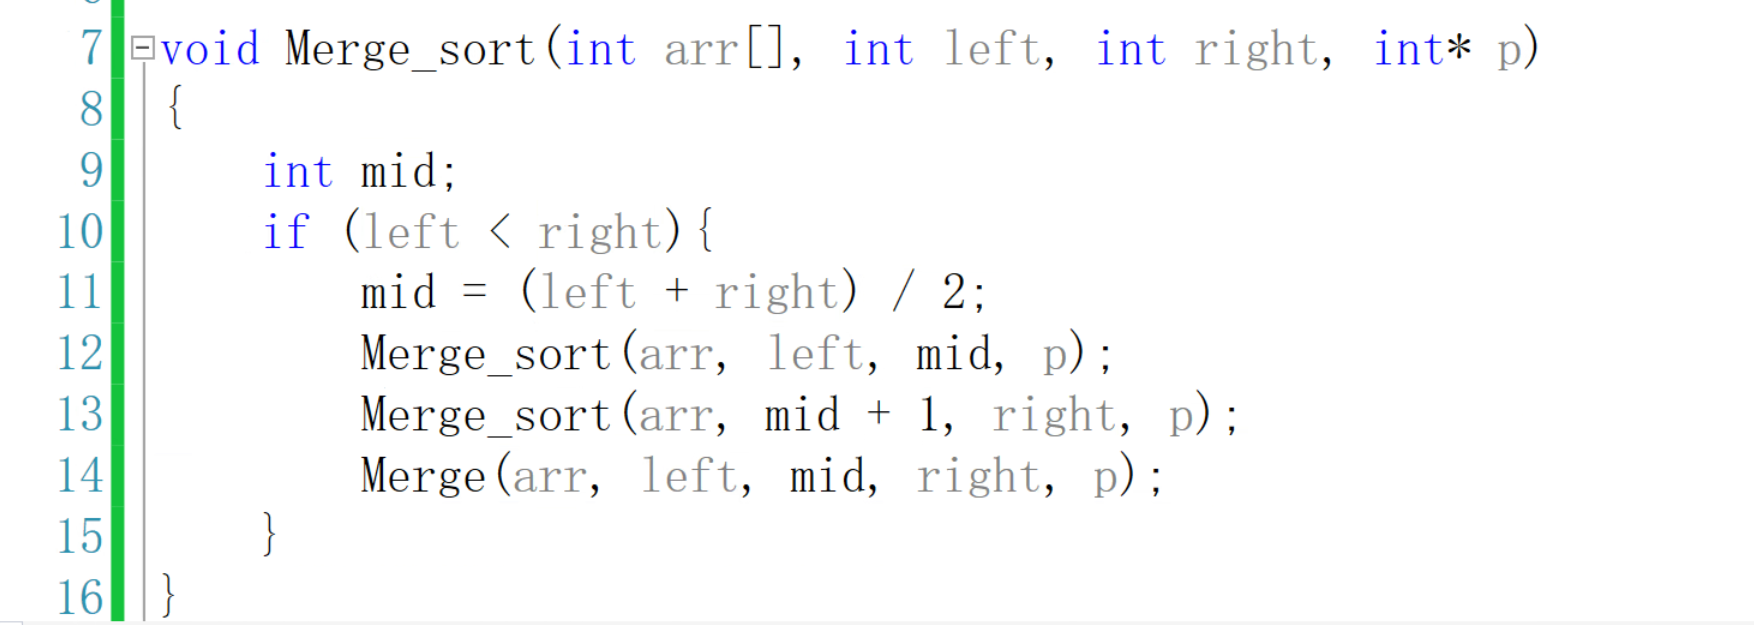 7 void Merge_sort(int arr[], int left, int right, int* p)
8 {
9     int mid;
10     if (left < right){
11         mid = (left + right) / 2;
12         Merge_sort(arr, left, mid, p);
13         Merge_sort(arr, mid + 1, right, p);
14         Merge(arr, left, mid, right, p);
15     }
16 }